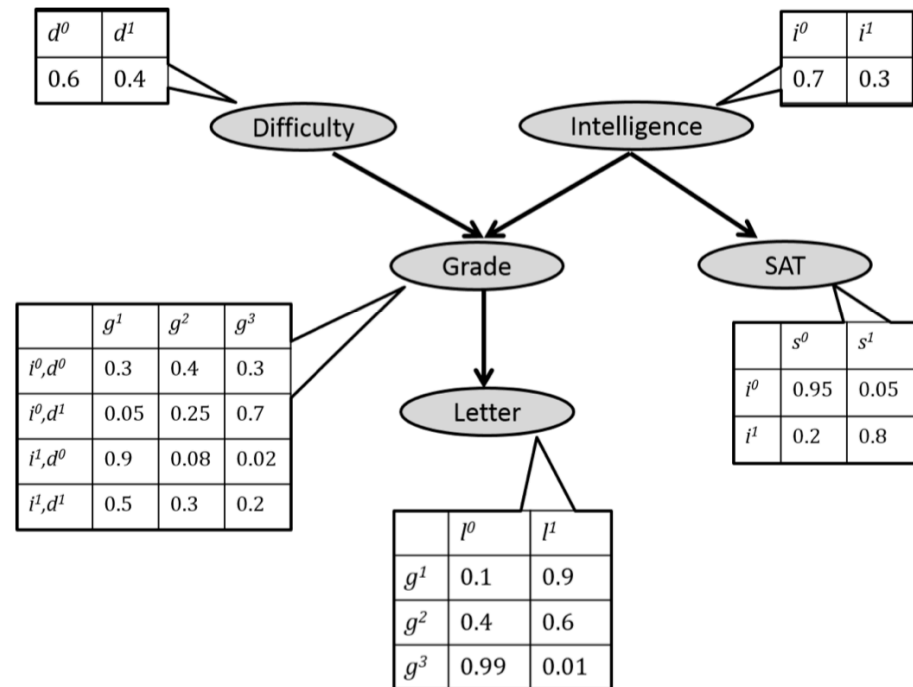 d⁰ d¹
0.6 0.4
i⁰ i¹
0.7 0.3
Difficulty
Intelligence
Grade
SAT
g¹ g² g³
i⁰,d⁰ 0.3 0.4 0.3
i⁰,d¹ 0.05 0.25 0.7
i¹,d⁰ 0.9 0.08 0.02
i¹,d¹ 0.5 0.3 0.2
s⁰ s¹
i⁰ 0.95 0.05
i¹ 0.2 0.8
Letter
l⁰ l¹
g¹ 0.1 0.9
g² 0.4 0.6
g³ 0.99 0.01